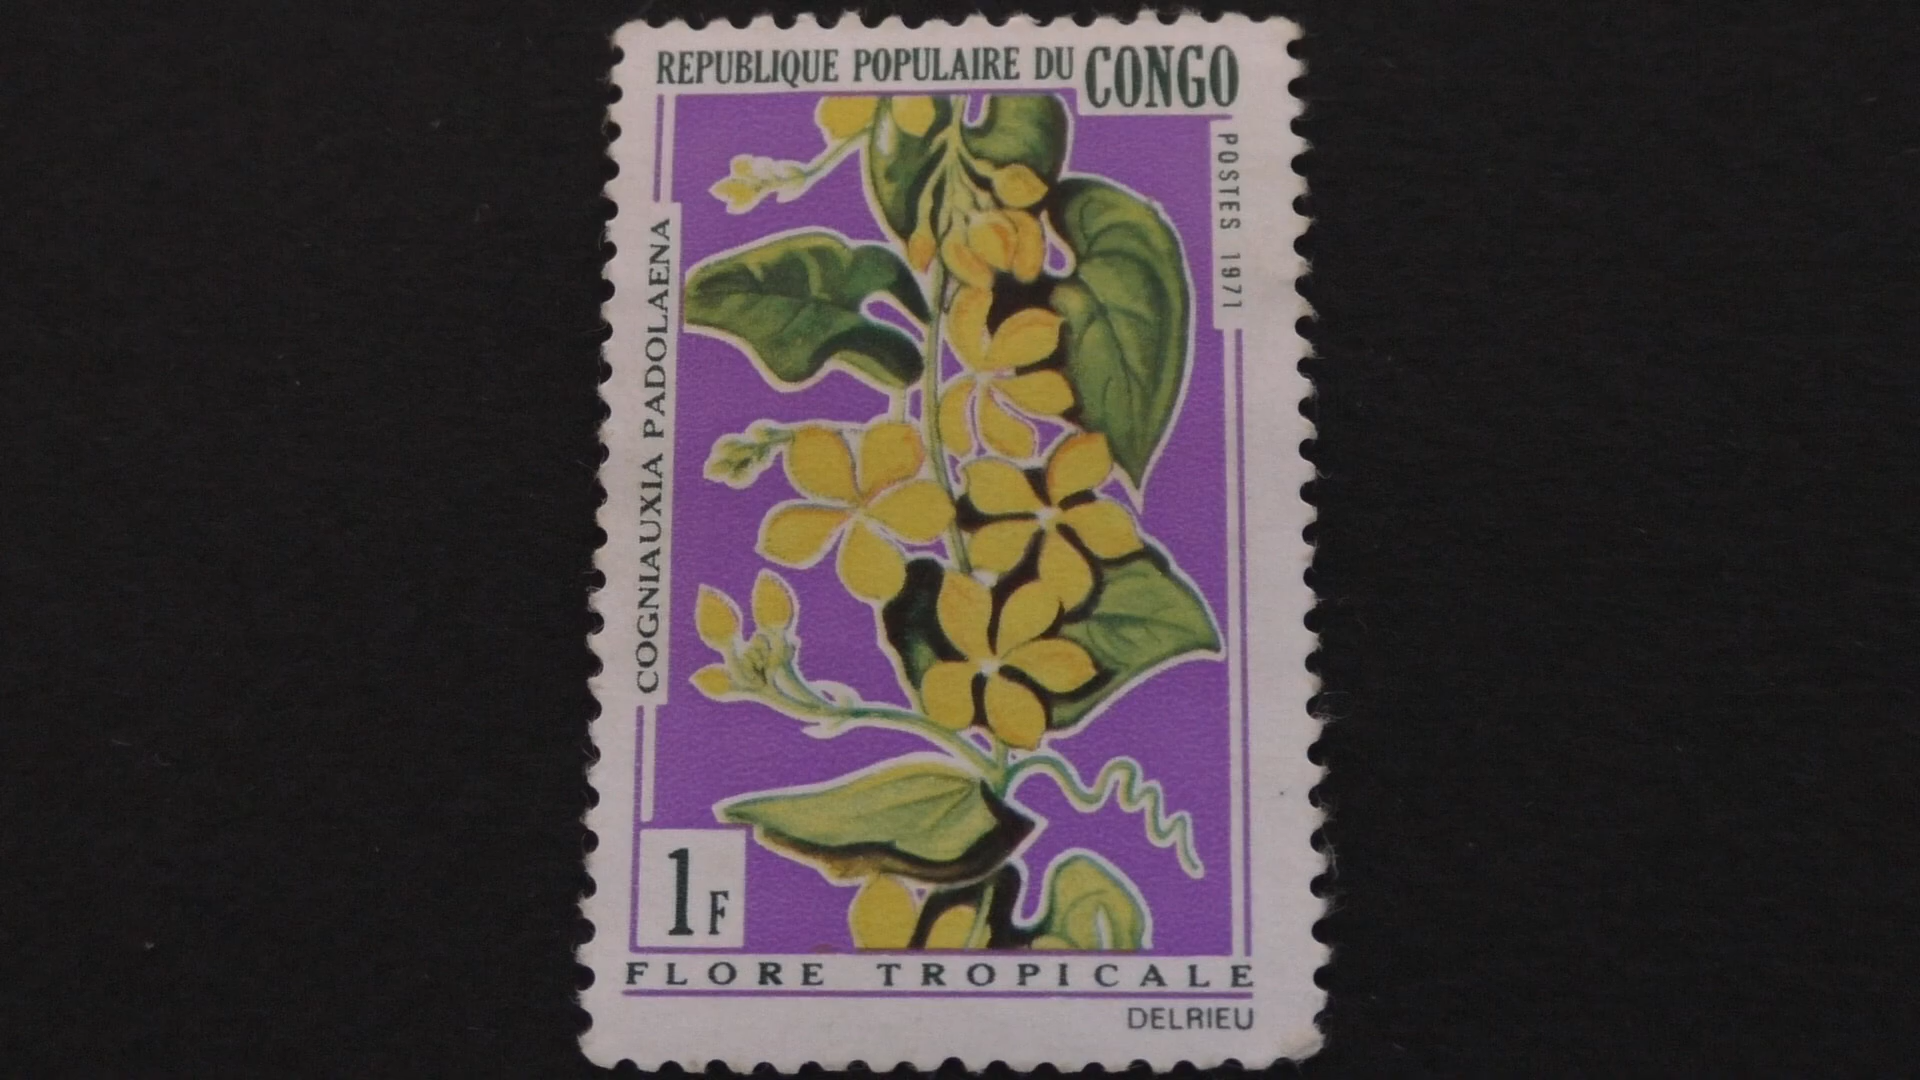 REPUBLIQUE POPULAIRE DU CONGO
POSTES 1971
COGNIAUXIA PADOLAENA
1F
FLORE TROPICALE
DELRIEU